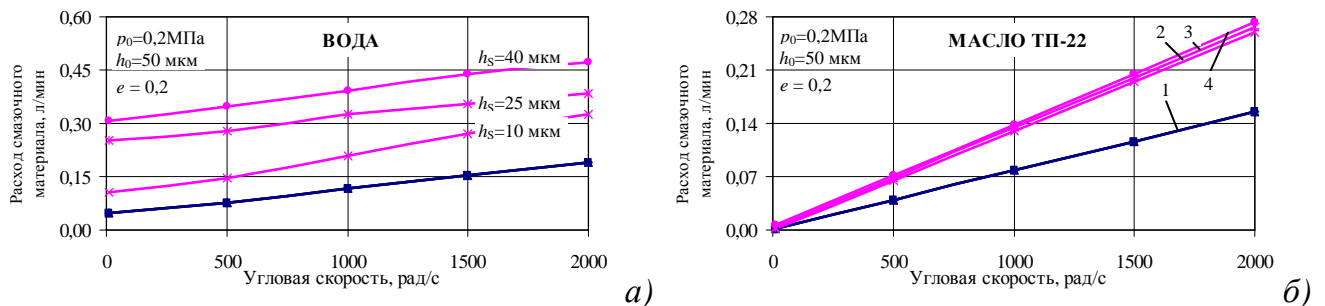 0,60
0,45
0,30
0,15
0,00
Расход смазочного
материала, л/мин
p0=0,2МПа
h0=50 мкм
e = 0,2
ВОДА
hS=40 мкм
hS=25 мкм
hS=10 мкм
0 500 1000 1500 2000
Угловая скорость, рад/с
а)
0,28
0,21
0,14
0,07
0,00
Расход смазочного
материала, л/мин
p0=0,2МПа
h0=50 мкм
e = 0,2
МАСЛО ТП-22
2 3
4
1
0 500 1000 1500 2000
Угловая скорость, рад/с
б)